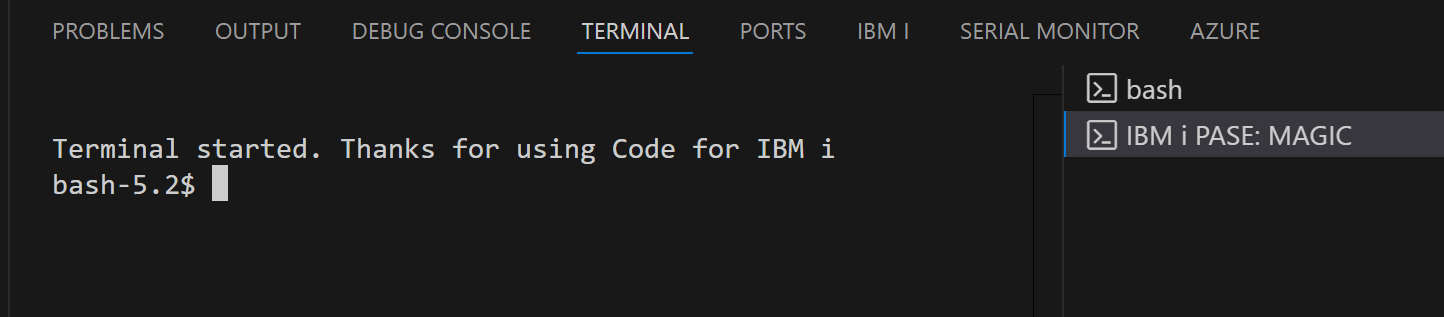 PROBLEMS OUTPUT DEBUG CONSOLE TERMINAL PORTS IBM I SERIAL MONITOR AZURE
Terminal started. Thanks for using Code for IBM i
bash-5.2$
bash
IBM i PASE: MAGIC